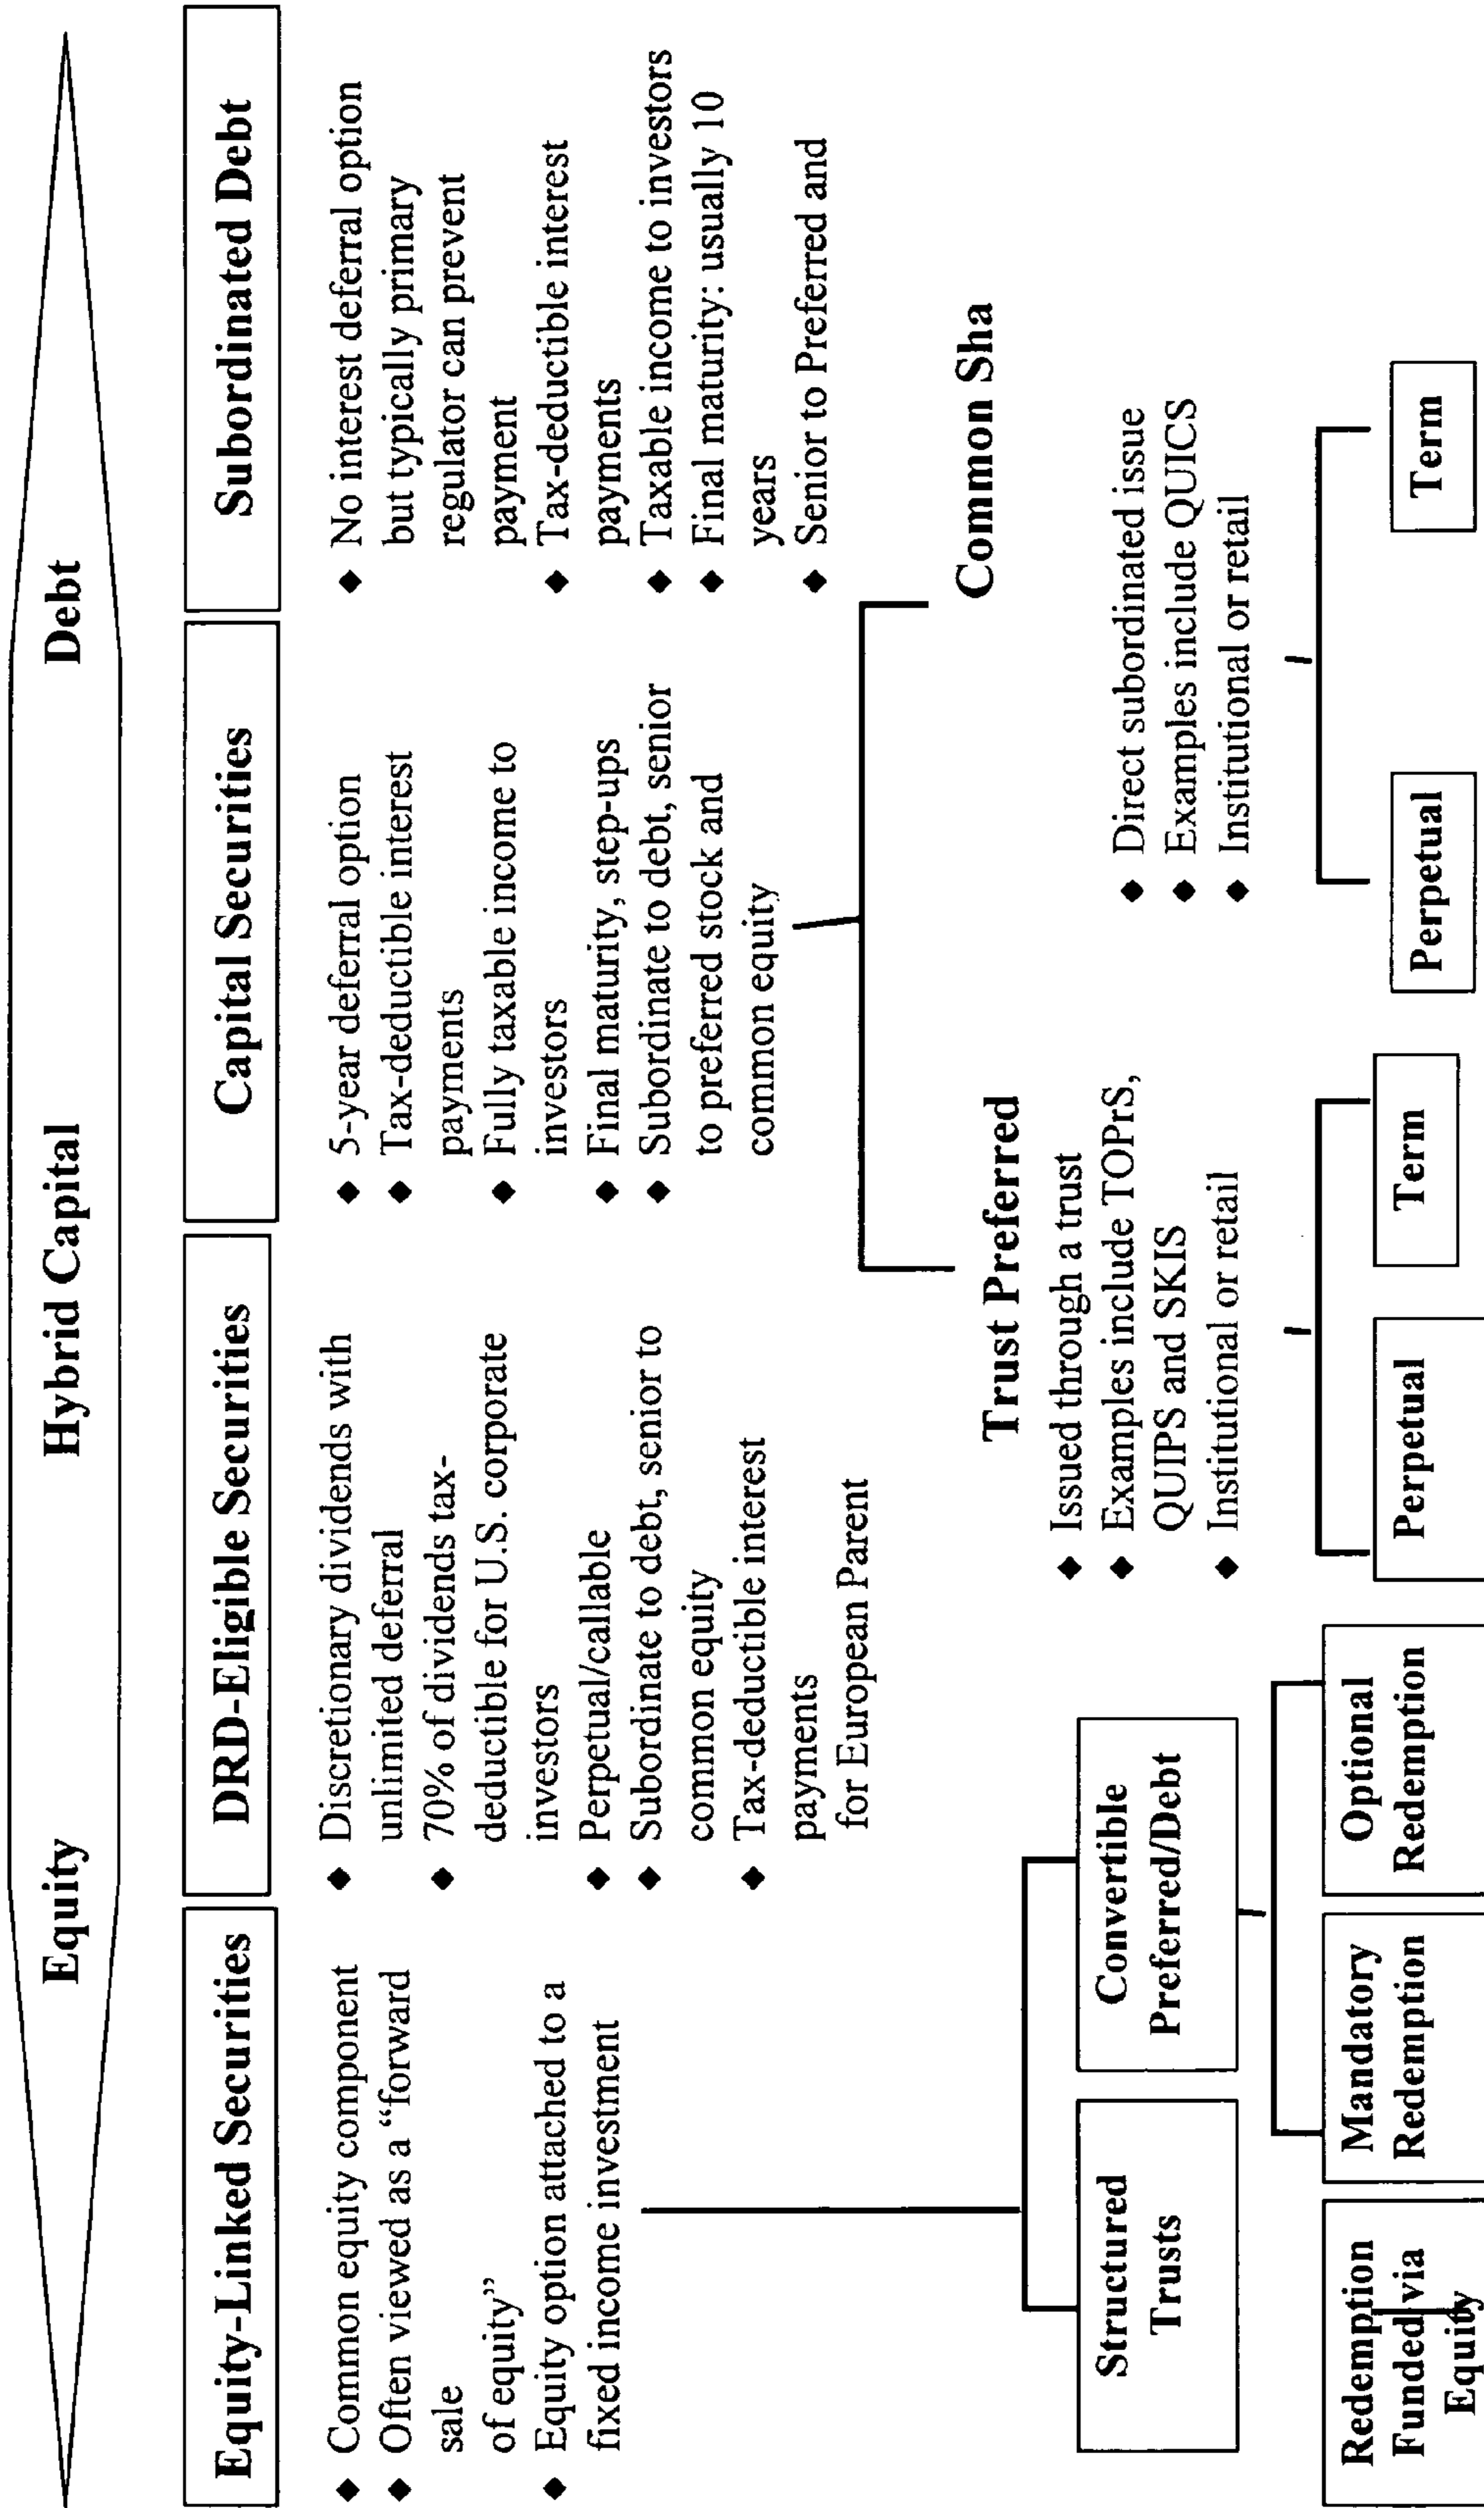 Equity
Hybrid Capital
Debt
Equity-Linked Securities
◆ Common equity component
◆ Often viewed as a “forward
sale
of equity”
◆ Equity option attached to a
fixed income investment
Structured
Trusts
Convertible
Preferred/Debt
Redemption
Funded via
Equity
Mandatory
Redemption
Optional
Redemption
DRD-Eligible Securities
◆ Discretionary dividends with
unlimited deferral
◆ 70% of dividends tax-
deductible for U.S. corporate
investors
◆ Perpetual/callable
◆ Subordinate to debt, senior to
common equity
◆ Tax-deductible interest
payments
for European Parent
Capital Securities
◆ 5-year deferral option
◆ Tax-deductible interest
payments
◆ Fully taxable income to
investors
◆ Final maturity, step-ups
◆ Subordinate to debt, senior
to preferred stock and
common equity
Trust Preferred
◆ Issued through a trust
◆ Examples include TOPrS,
QUIPS and SKIS
◆ Institutional or retail
Perpetual
Term
Common Sha
◆ Direct subordinated issue
◆ Examples include QUICS
◆ Institutional or retail
Perpetual
Term
Subordinated Debt
◆ No interest deferral option
but typically primary
regulator can prevent
payment
◆ Tax-deductible interest
payments
◆ Taxable income to investors
◆ Final maturity: usually 10
years
◆ Senior to Preferred and